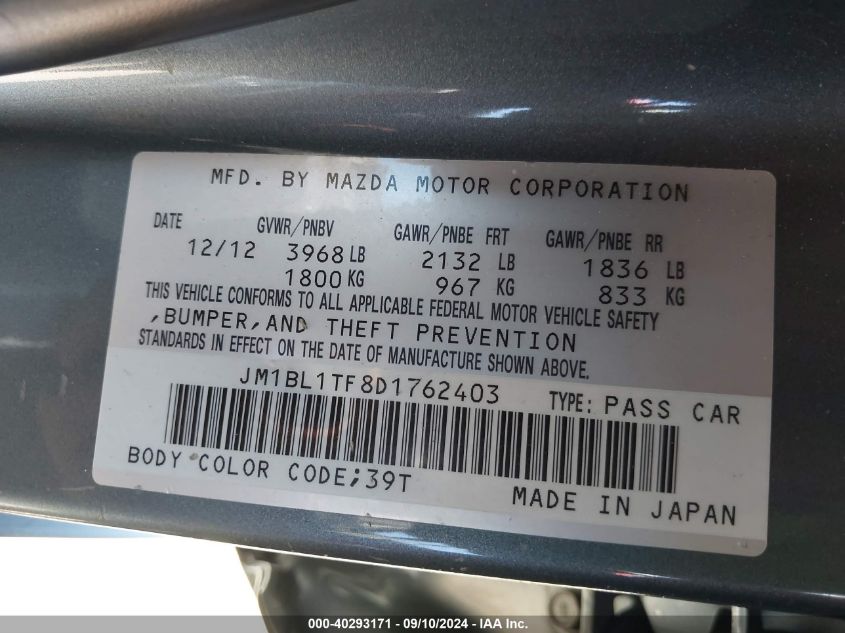 MFD. BY MAZDA MOTOR CORPORATION
DATE GVWR/PNBV GAWR/PNBE FRT GAWR/PNBE RR
12/12 3968 LB 2132 LB 1836 LB
1800 KG 967 KG 833 KG
THIS VEHICLE CONFORMS TO ALL APPLICABLE FEDERAL MOTOR VEHICLE SAFETY
,BUMPER,AND THEFT PREVENTION
STANDARDS IN EFFECT ON THE DATE OF MANUFACTURE SHOWN ABOVE.
JM1BL1TF8D1762403 TYPE: PASS CAR
BODY COLOR CODE;39T
MADE IN JAPAN
000-40293171 - 09/10/2024 - IAA Inc.